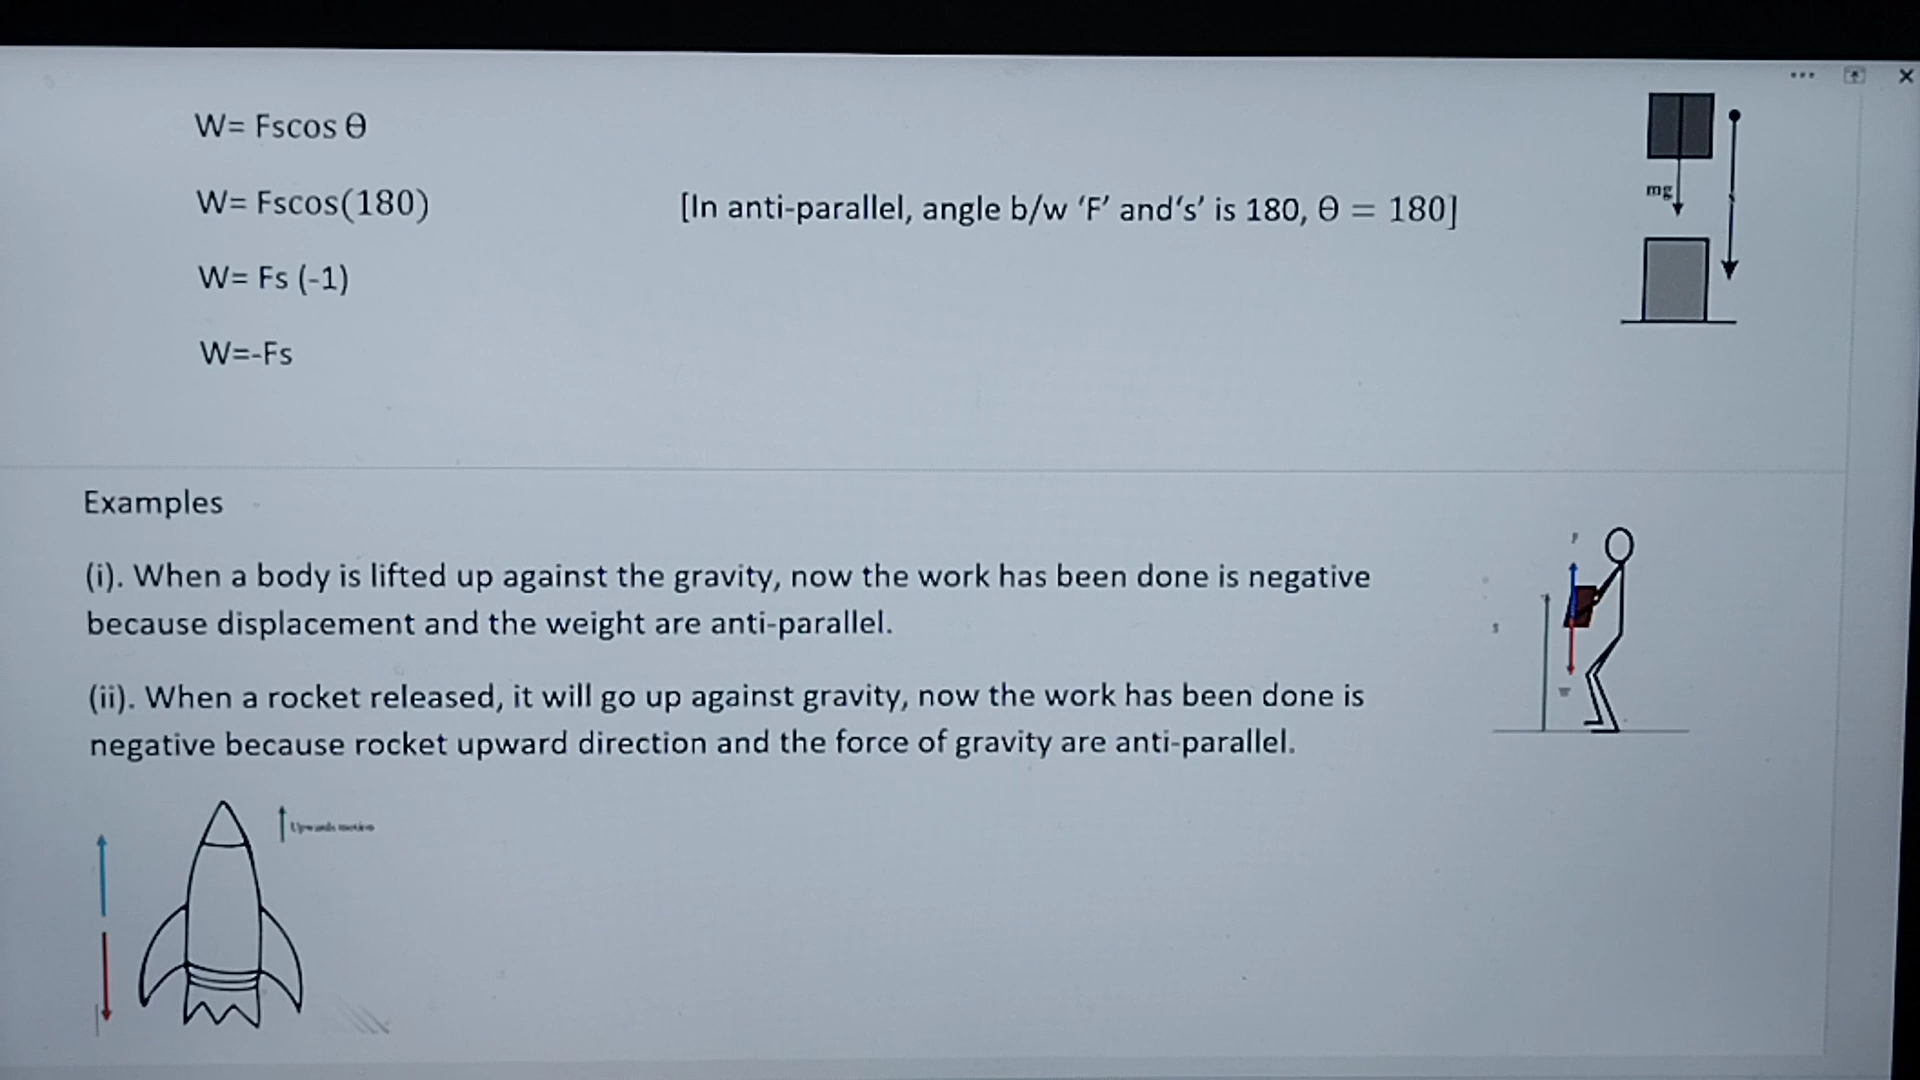 W= Fscos Θ
W= Fscos(180) [In anti-parallel, angle b/w ‘F’ and‘s’ is 180, Θ = 180]
mg
W= Fs (-1)
W=-Fs
Examples
(i). When a body is lifted up against the gravity, now the work has been done is negative
because displacement and the weight are anti-parallel.
F
s
W
(ii). When a rocket released, it will go up against gravity, now the work has been done is
negative because rocket upward direction and the force of gravity are anti-parallel.
Upwards motion